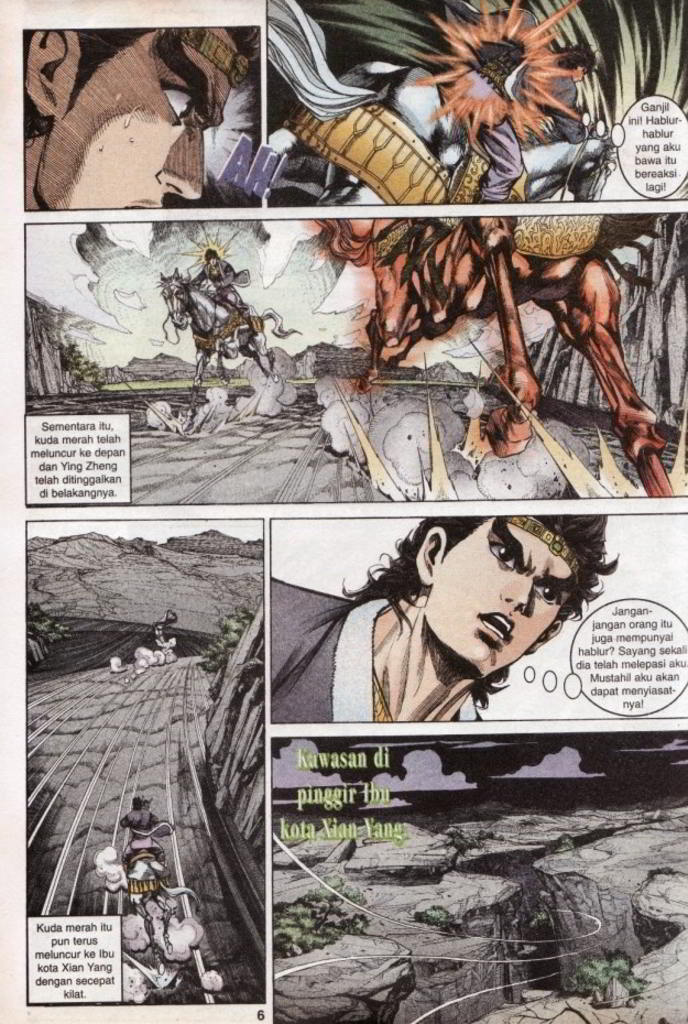 AH!
Ganjil
ini! Hablur-
hablur
yang aku
bawa itu
bereaksi
lagi!
Sementara itu,
kuda merah telah
meluncur ke depan
dan Ying Zheng
telah ditinggalkan
di belakangnya.
Kuda merah itu
pun terus
meluncur ke Ibu
kota Xian Yang
dengan secepat
kilat.
Jangan-
jangan orang itu
juga mempunyai
hablur? Sayang sekali
dia telah melepasi aku.
Mustahil aku akan
dapat menyiasat-
nya!
Kawasan di
pinggir Ibu
kota Xian Yang.
6